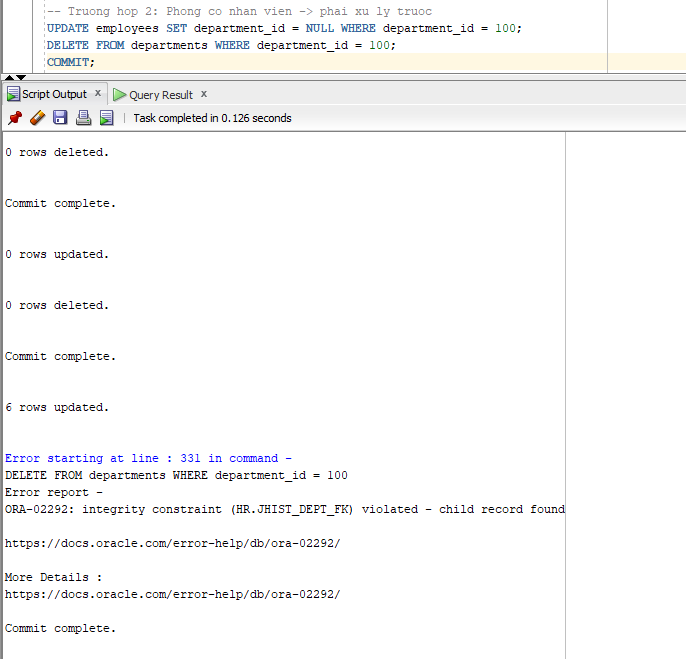 -- Truong hop 2: Phong co nhan vien -> phai xu ly truoc
UPDATE employees SET department_id = NULL WHERE department_id = 100;
DELETE FROM departments WHERE department_id = 100;
COMMIT;
Script Output x Query Result x
Task completed in 0.126 seconds
0 rows deleted.
Commit complete.
0 rows updated.
0 rows deleted.
Commit complete.
6 rows updated.
Error starting at line : 331 in command -
DELETE FROM departments WHERE department_id = 100
Error report -
ORA-02292: integrity constraint (HR.JHIST_DEPT_FK) violated - child record found
https://docs.oracle.com/error-help/db/ora-02292/
More Details :
https://docs.oracle.com/error-help/db/ora-02292/
Commit complete.